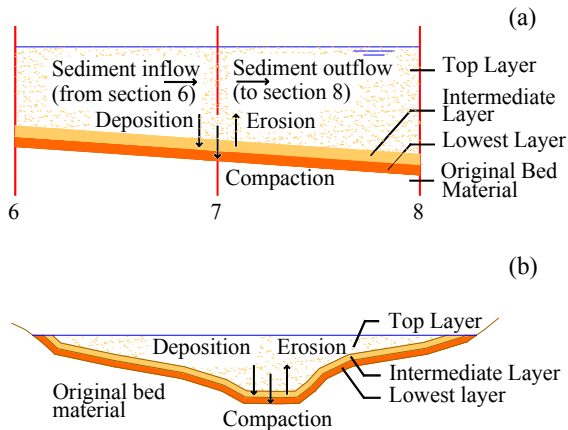 (a)
Sediment inflow
(from section 6)
Sediment outflow
(to section 8)
Deposition
Erosion
Compaction
Top Layer
Intermediate
Layer
Lowest Layer
Original Bed
Material
6
7
8
(b)
Deposition
Erosion
Top Layer
Intermediate Layer
Lowest layer
Original bed
material
Compaction